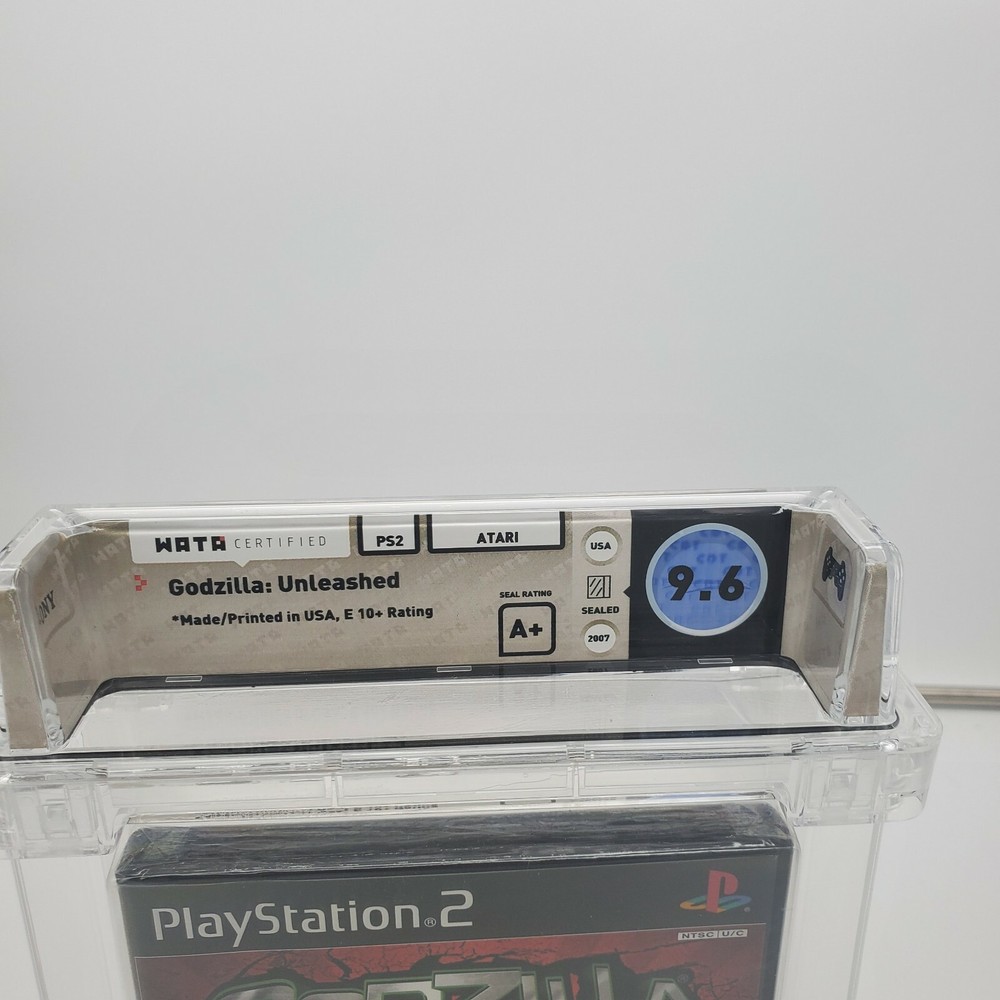 WATA CERTIFIED
PS2
ATARI
USA
Godzilla: Unleashed
*Made/Printed in USA, E 10+ Rating
SEAL RATING
A+
SEALED
2007
9.6
PlayStation®2
NTSC U/C
GODZILLA